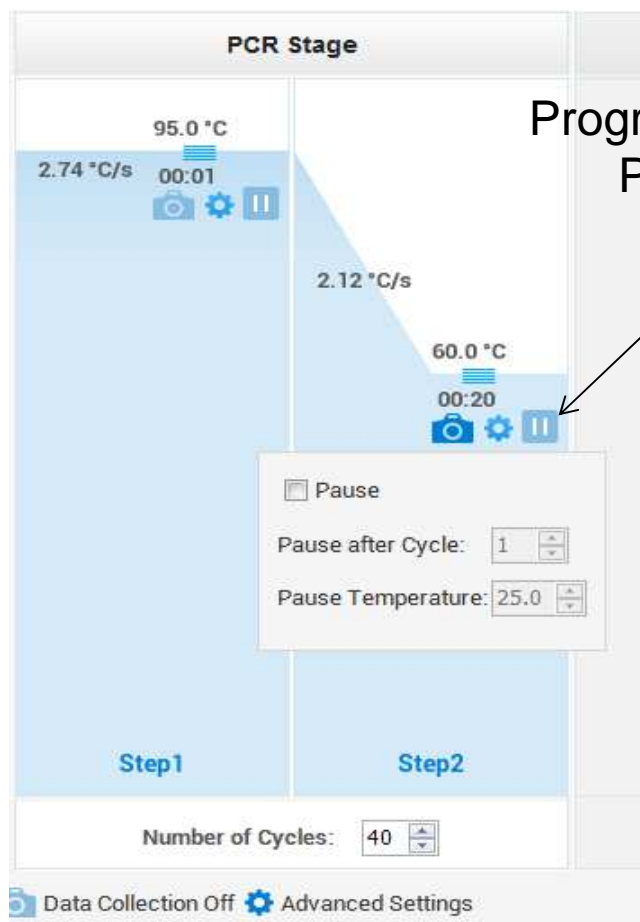 PCR Stage
95.0 °C
2.74 °C/s
00:01
2.12 °C/s
60.0 °C
00:20
Pause
Pause after Cycle: 1
Pause Temperature: 25.0
Step1 Step2
Number of Cycles: 40
Data Collection Off Advanced Settings